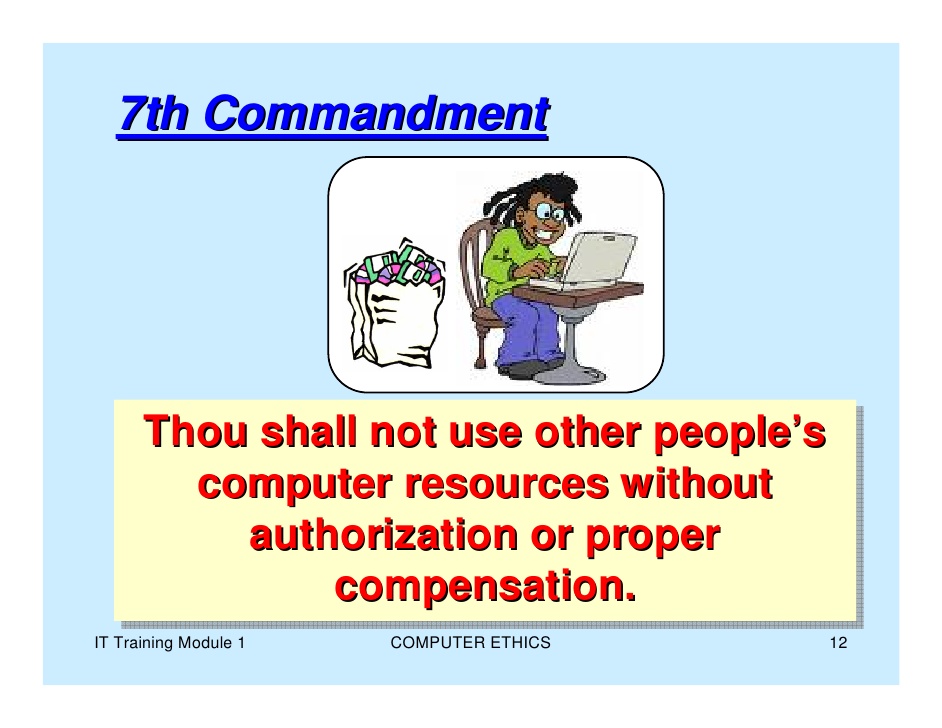 7th Commandment
Thou shall not use other people’s
computer resources without
authorization or proper
compensation.
IT Training Module 1 COMPUTER ETHICS 12